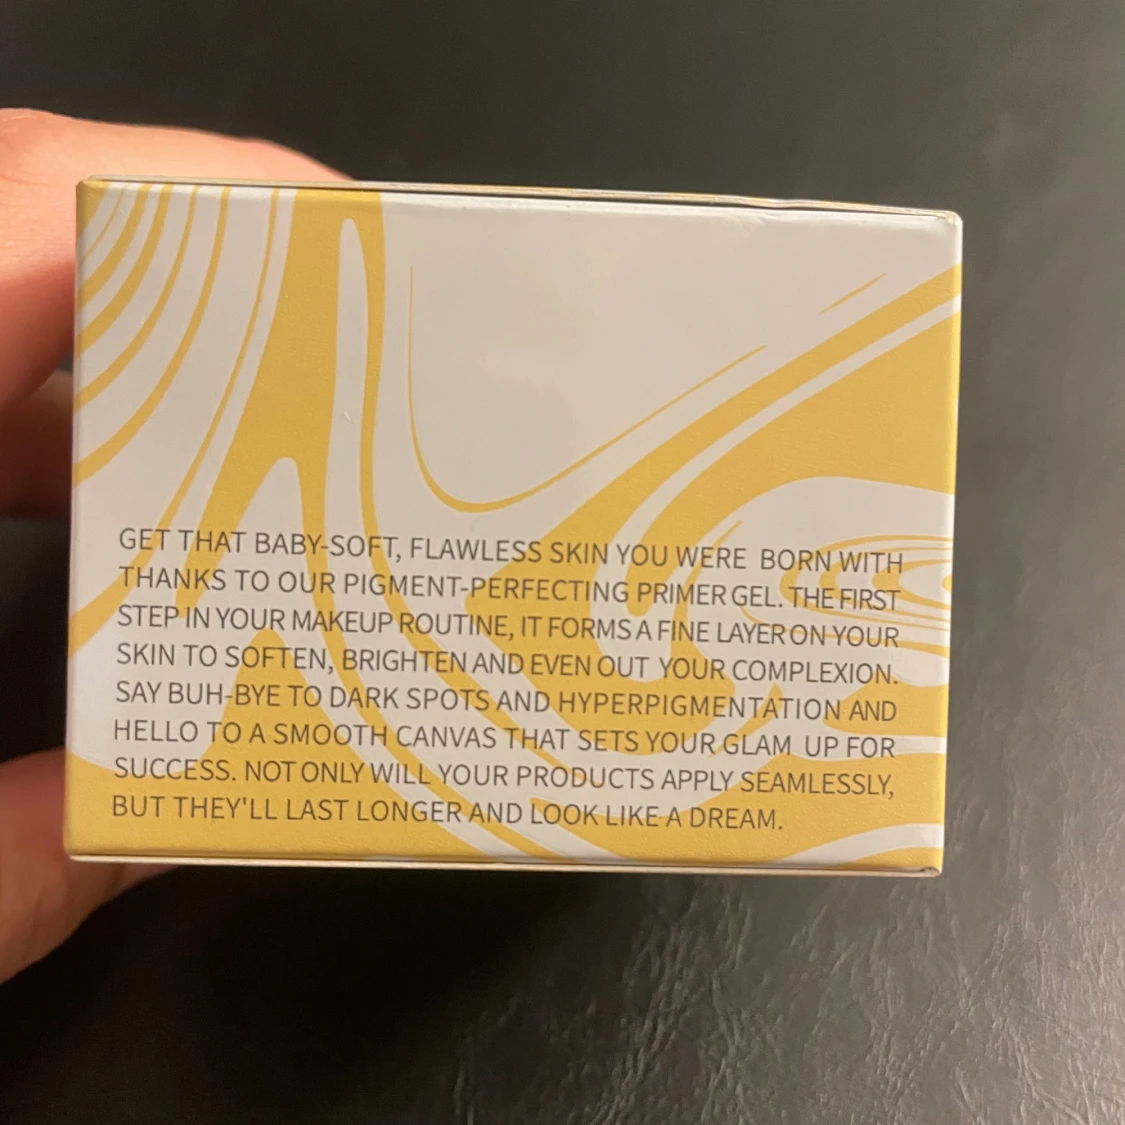 GET THAT BABY-SOFT, FLAWLESS SKIN YOU WERE BORN WITH
THANKS TO OUR PIGMENT-PERFECTING PRIMER GEL. THE FIRST
STEP IN YOUR MAKEUP ROUTINE, IT FORMS A FINE LAYER ON YOUR
SKIN TO SOFTEN, BRIGHTEN AND EVEN OUT YOUR COMPLEXION.
SAY BUH-BYE TO DARK SPOTS AND HYPERPIGMENTATION AND
HELLO TO A SMOOTH CANVAS THAT SETS YOUR GLAM UP FOR
SUCCESS. NOT ONLY WILL YOUR PRODUCTS APPLY SEAMLESSLY,
BUT THEY'LL LAST LONGER AND LOOK LIKE A DREAM.